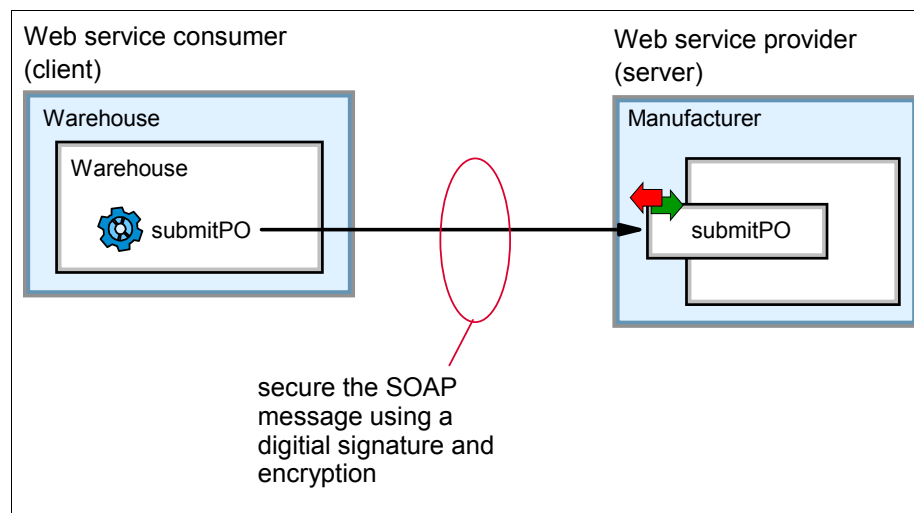 Web service consumer
(client)
Warehouse
Warehouse
submitPO
Web service provider
(server)
Manufacturer
submitPO
secure the SOAP
message using a
digitial signature and
encryption